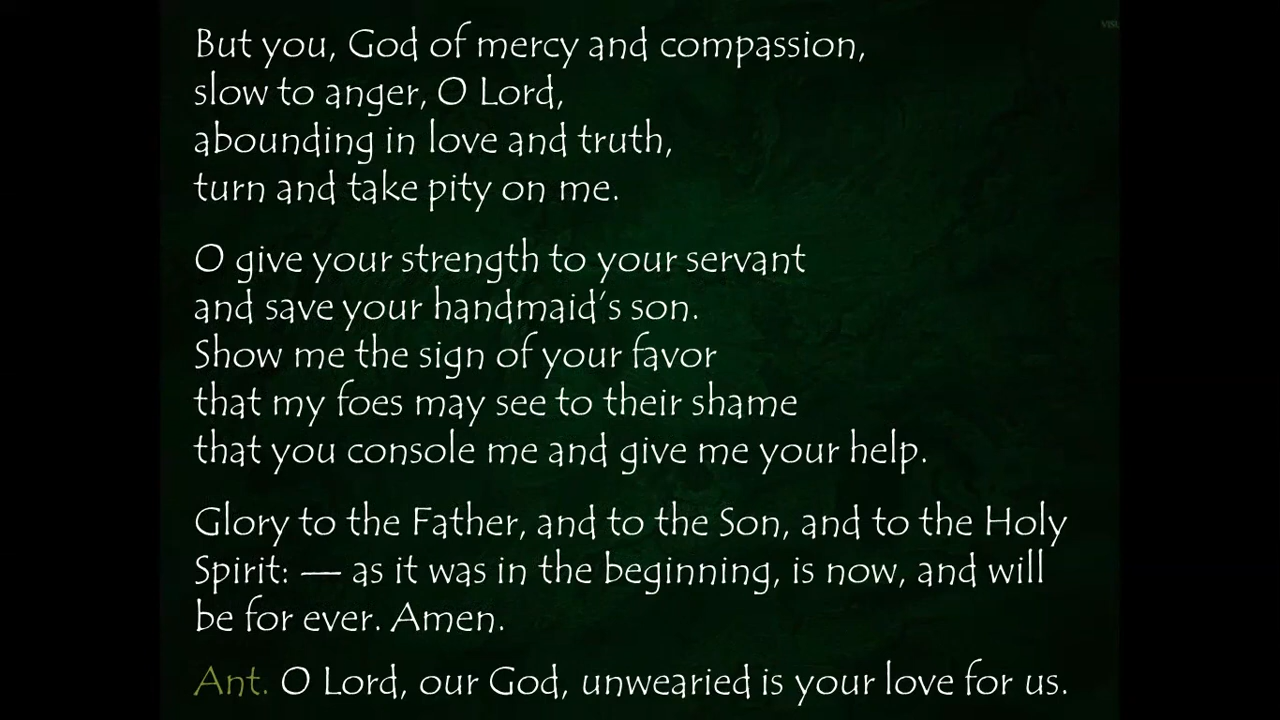 But you, God of mercy and compassion,
slow to anger, O Lord,
abounding in love and truth,
turn and take pity on me.
O give your strength to your servant
and save your handmaid’s son.
Show me the sign of your favor
that my foes may see to their shame
that you console me and give me your help.
Glory to the Father, and to the Son, and to the Holy
Spirit: — as it was in the beginning, is now, and will
be for ever. Amen.
Ant. O Lord, our God, unwearied is your love for us.